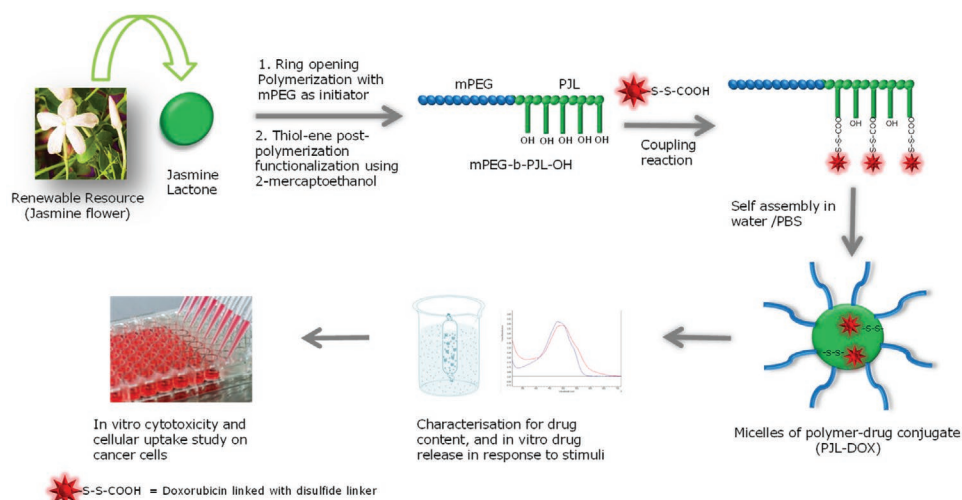 Renewable Resource
(Jasmine flower)
Jasmine
Lactone
1. Ring opening
Polymerization with
mPEG as initiator
2. Thiol-ene post-
polymerization
functionalization using
2-mercaptoethanol
mPEG PJL
OH OH OH OH OH
mPEG-b-PJL-OH
S-S-COOH
Coupling
reaction
OH OH
S-S-COO S-S-COO S-S-COO
Self assembly in
water /PBS
-S-S-
-S-S-
Micelles of polymer-drug conjugate
(PJL-DOX)
Characterisation for drug
content, and in vitro drug
release in response to stimuli
In vitro cytotoxicity and
cellular uptake study on
cancer cells
S-S-COOH = Doxorubicin linked with disulfide linker